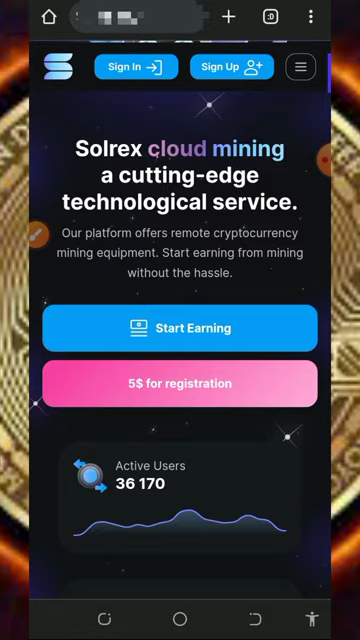 :D
Sign In
Sign Up
Solrex cloud mining
a cutting-edge
technological service.
Our platform offers remote cryptocurrency
mining equipment. Start earning from mining
without the hassle.
Start Earning
5$ for registration
Active Users
36 170